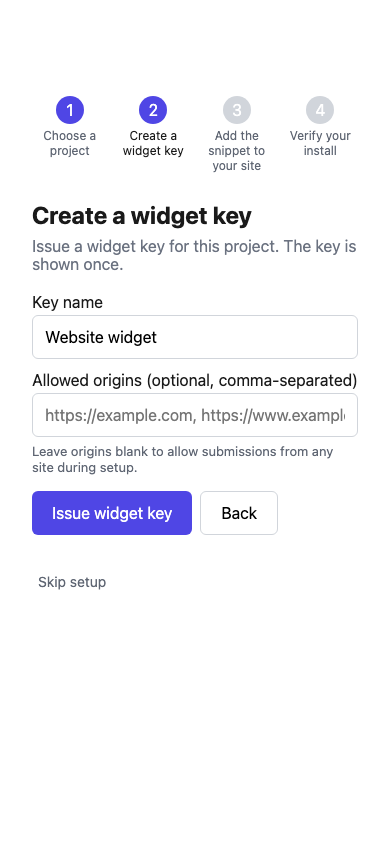 1
2
3
4
Choose a
project
Create a
widget key
Add the
snippet to
your site
Verify your
install
Create a widget key
Issue a widget key for this project. The key is
shown once.
Key name
Website widget
Allowed origins (optional, comma-separated)
https://example.com, https://www.example
Leave origins blank to allow submissions from any
site during setup.
Issue widget key
Back
Skip setup